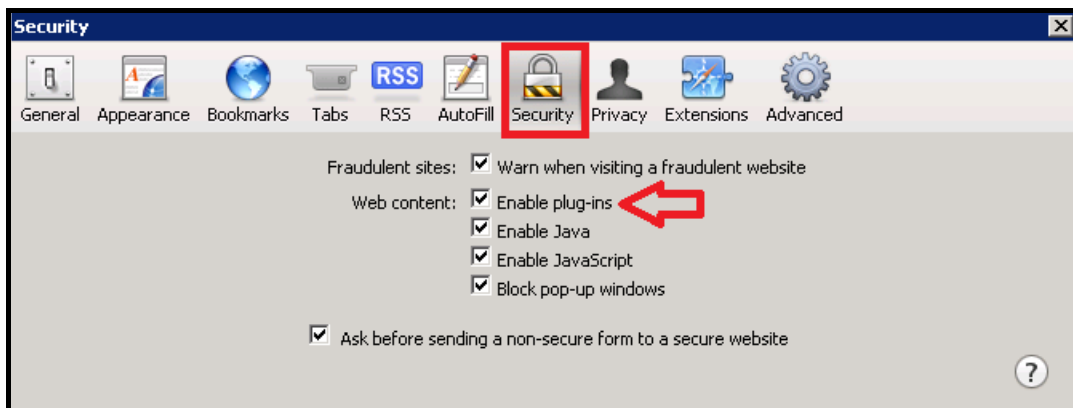 Security
RSS
General Appearance Bookmarks Tabs RSS AutoFill Security Privacy Extensions Advanced
Fraudulent sites: Warn when visiting a fraudulent website
Web content: Enable plug-ins
Enable Java
Enable JavaScript
Block pop-up windows
Ask before sending a non-secure form to a secure website
?